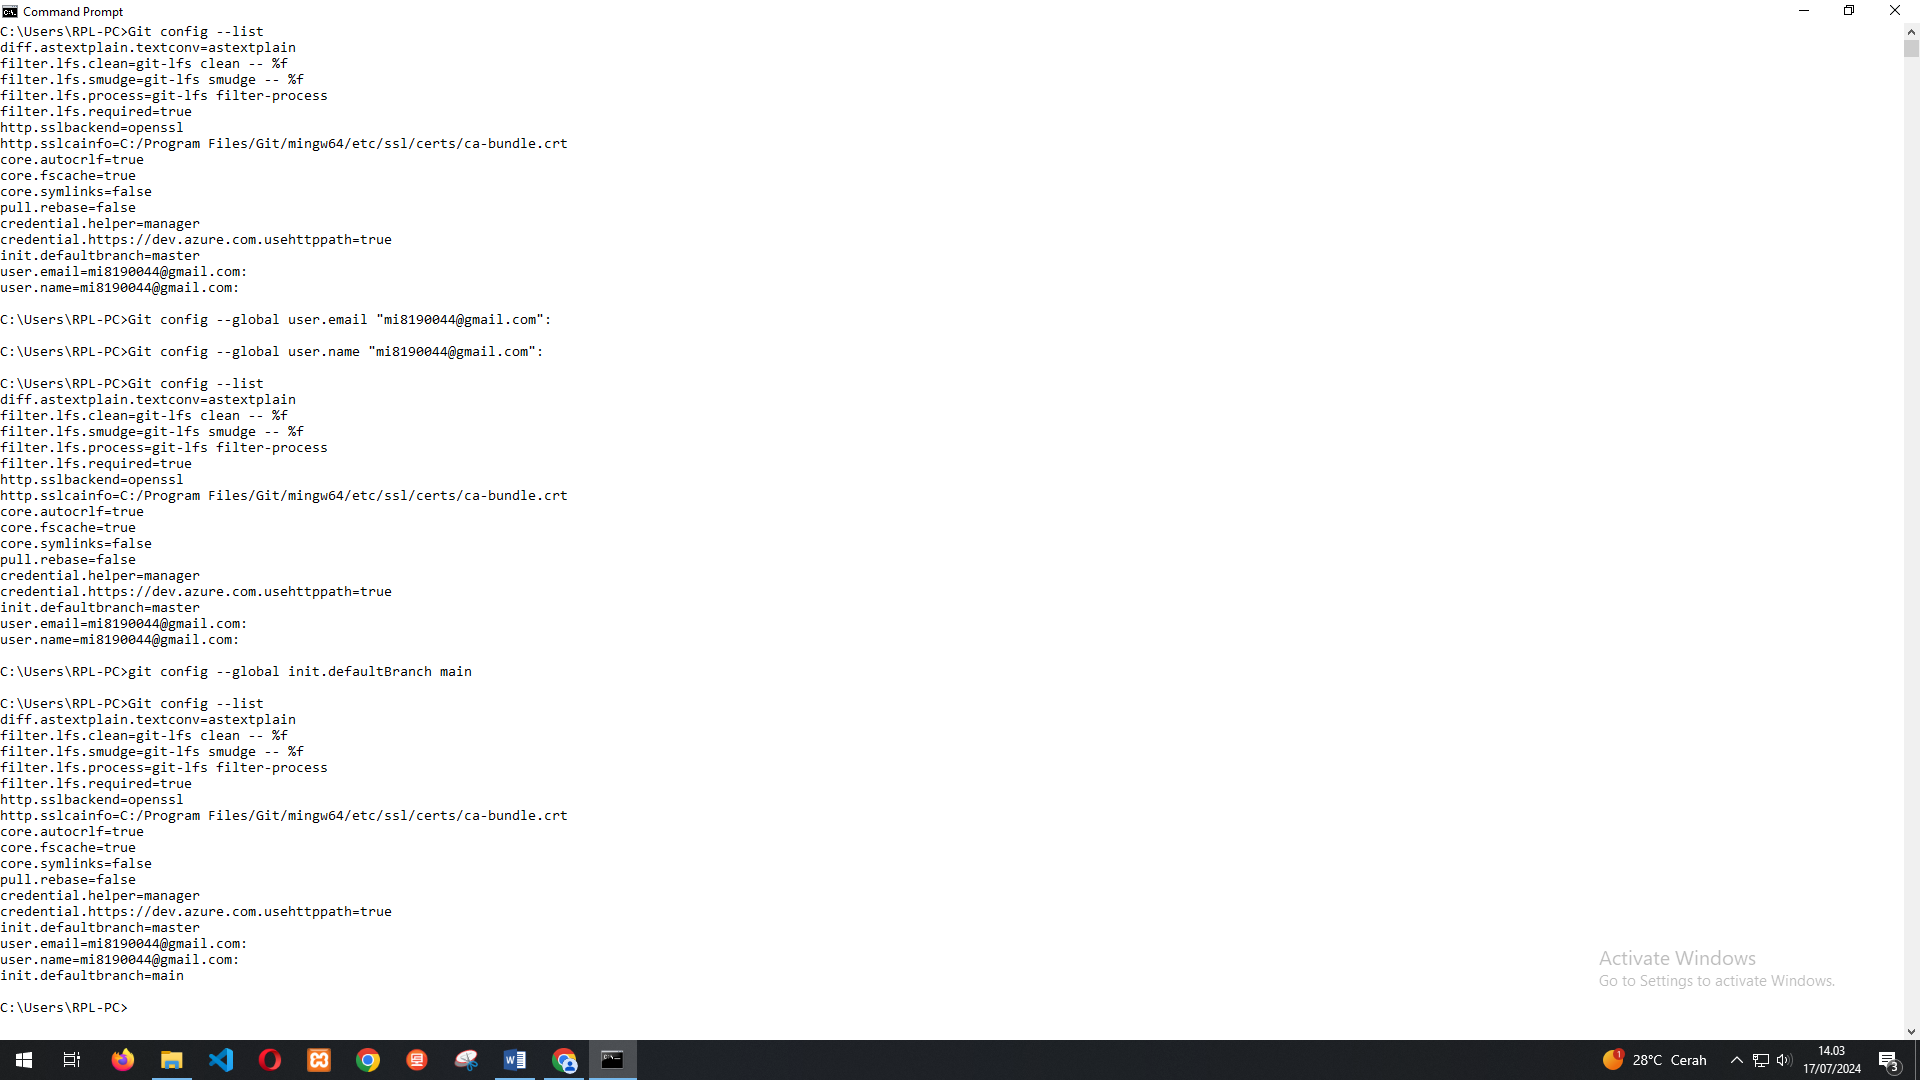 Command Prompt
C:\Users\RPL-PC>Git config --list
diff.astextplain.textconv=astextplain
filter.lfs.clean=git-lfs clean -- %f
filter.lfs.smudge=git-lfs smudge -- %f
filter.lfs.process=git-lfs filter-process
filter.lfs.required=true
http.sslbackend=openssl
http.sslcainfo=C:/Program Files/Git/mingw64/etc/ssl/certs/ca-bundle.crt
core.autocrlf=true
core.fscache=true
core.symlinks=false
pull.rebase=false
credential.helper=manager
credential.https://dev.azure.com.usehttppath=true
init.defaultbranch=master
user.email=mi8190044@gmail.com:
user.name=mi8190044@gmail.com:
C:\Users\RPL-PC>Git config --global user.email "mi8190044@gmail.com":
C:\Users\RPL-PC>Git config --global user.name "mi8190044@gmail.com":
C:\Users\RPL-PC>Git config --list
diff.astextplain.textconv=astextplain
filter.lfs.clean=git-lfs clean -- %f
filter.lfs.smudge=git-lfs smudge -- %f
filter.lfs.process=git-lfs filter-process
filter.lfs.required=true
http.sslbackend=openssl
http.sslcainfo=C:/Program Files/Git/mingw64/etc/ssl/certs/ca-bundle.crt
core.autocrlf=true
core.fscache=true
core.symlinks=false
pull.rebase=false
credential.helper=manager
credential.https://dev.azure.com.usehttppath=true
init.defaultbranch=master
user.email=mi8190044@gmail.com:
user.name=mi8190044@gmail.com:
C:\Users\RPL-PC>git config --global init.defaultBranch main
C:\Users\RPL-PC>Git config --list
diff.astextplain.textconv=astextplain
filter.lfs.clean=git-lfs clean -- %f
filter.lfs.smudge=git-lfs smudge -- %f
filter.lfs.process=git-lfs filter-process
filter.lfs.required=true
http.sslbackend=openssl
http.sslcainfo=C:/Program Files/Git/mingw64/etc/ssl/certs/ca-bundle.crt
core.autocrlf=true
core.fscache=true
core.symlinks=false
pull.rebase=false
credential.helper=manager
credential.https://dev.azure.com.usehttppath=true
init.defaultbranch=master
user.email=mi8190044@gmail.com:
user.name=mi8190044@gmail.com:
init.defaultbranch=main
C:\Users\RPL-PC>
Activate Windows
Go to Settings to activate Windows.
1
28°C Cerah
14.03
17/07/2024
3